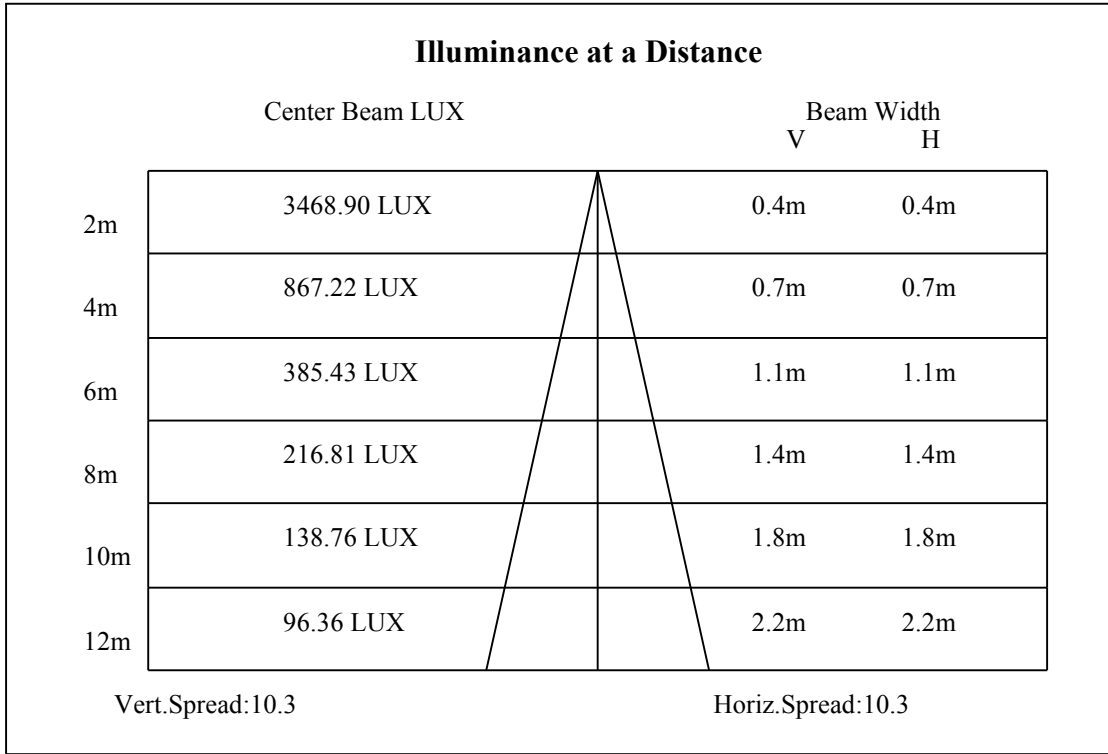 Illuminance at a Distance
Center Beam LUX Beam Width
V H
2m 3468.90 LUX 0.4m 0.4m
4m 867.22 LUX 0.7m 0.7m
6m 385.43 LUX 1.1m 1.1m
8m 216.81 LUX 1.4m 1.4m
10m 138.76 LUX 1.8m 1.8m
12m 96.36 LUX 2.2m 2.2m
Vert.Spread:10.3 Horiz.Spread:10.3